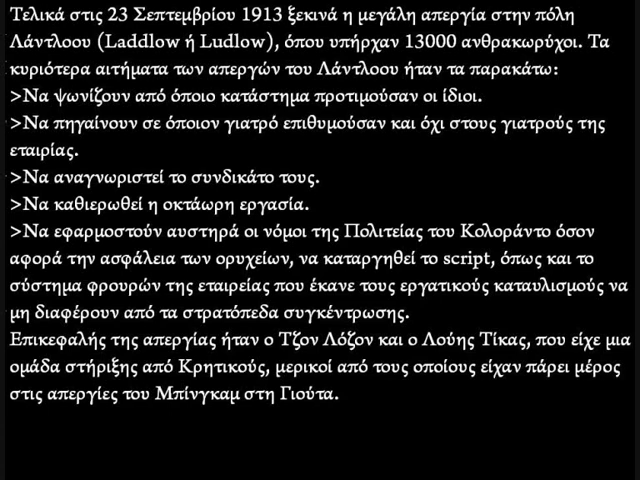 Τελικά στις 23 Σεπτεμβρίου 1913 ξεκινά η μεγάλη απεργία στην πόλη
Λάντλοου (Laddlow ή Ludlow), όπου υπήρχαν 13000 ανθρακωρύχοι. Τα
κυριότερα αιτήματα των απεργών του Λάντλοου ήταν τα παρακάτω:
>Να ψωνίζουν από όποιο κατάστημα προτιμούσαν οι ίδιοι.
>Να πηγαίνουν σε όποιον γιατρό επιθυμούσαν και όχι στους γιατρούς της
εταιρίας.
>Να αναγνωριστεί το συνδικάτο τους.
>Να καθιερωθεί η οκτάωρη εργασία.
>Να εφαρμοστούν αυστηρά οι νόμοι της Πολιτείας του Κολοράντο όσον
αφορά την ασφάλεια των ορυχείων, να καταργηθεί το script, όπως και το
σύστημα φρουρών της εταιρείας που έκανε τους εργατικούς καταυλισμούς να
μη διαφέρουν από τα στρατόπεδα συγκέντρωσης.
Επικεφαλής της απεργίας ήταν ο Τζον Λόζον και ο Λούης Τίκας, που είχε μια
ομάδα στήριξης από Κρητικούς, μερικοί από τους οποίους είχαν πάρει μέρος
στις απεργίες του Μπίνγκαμ στη Γιούτα.